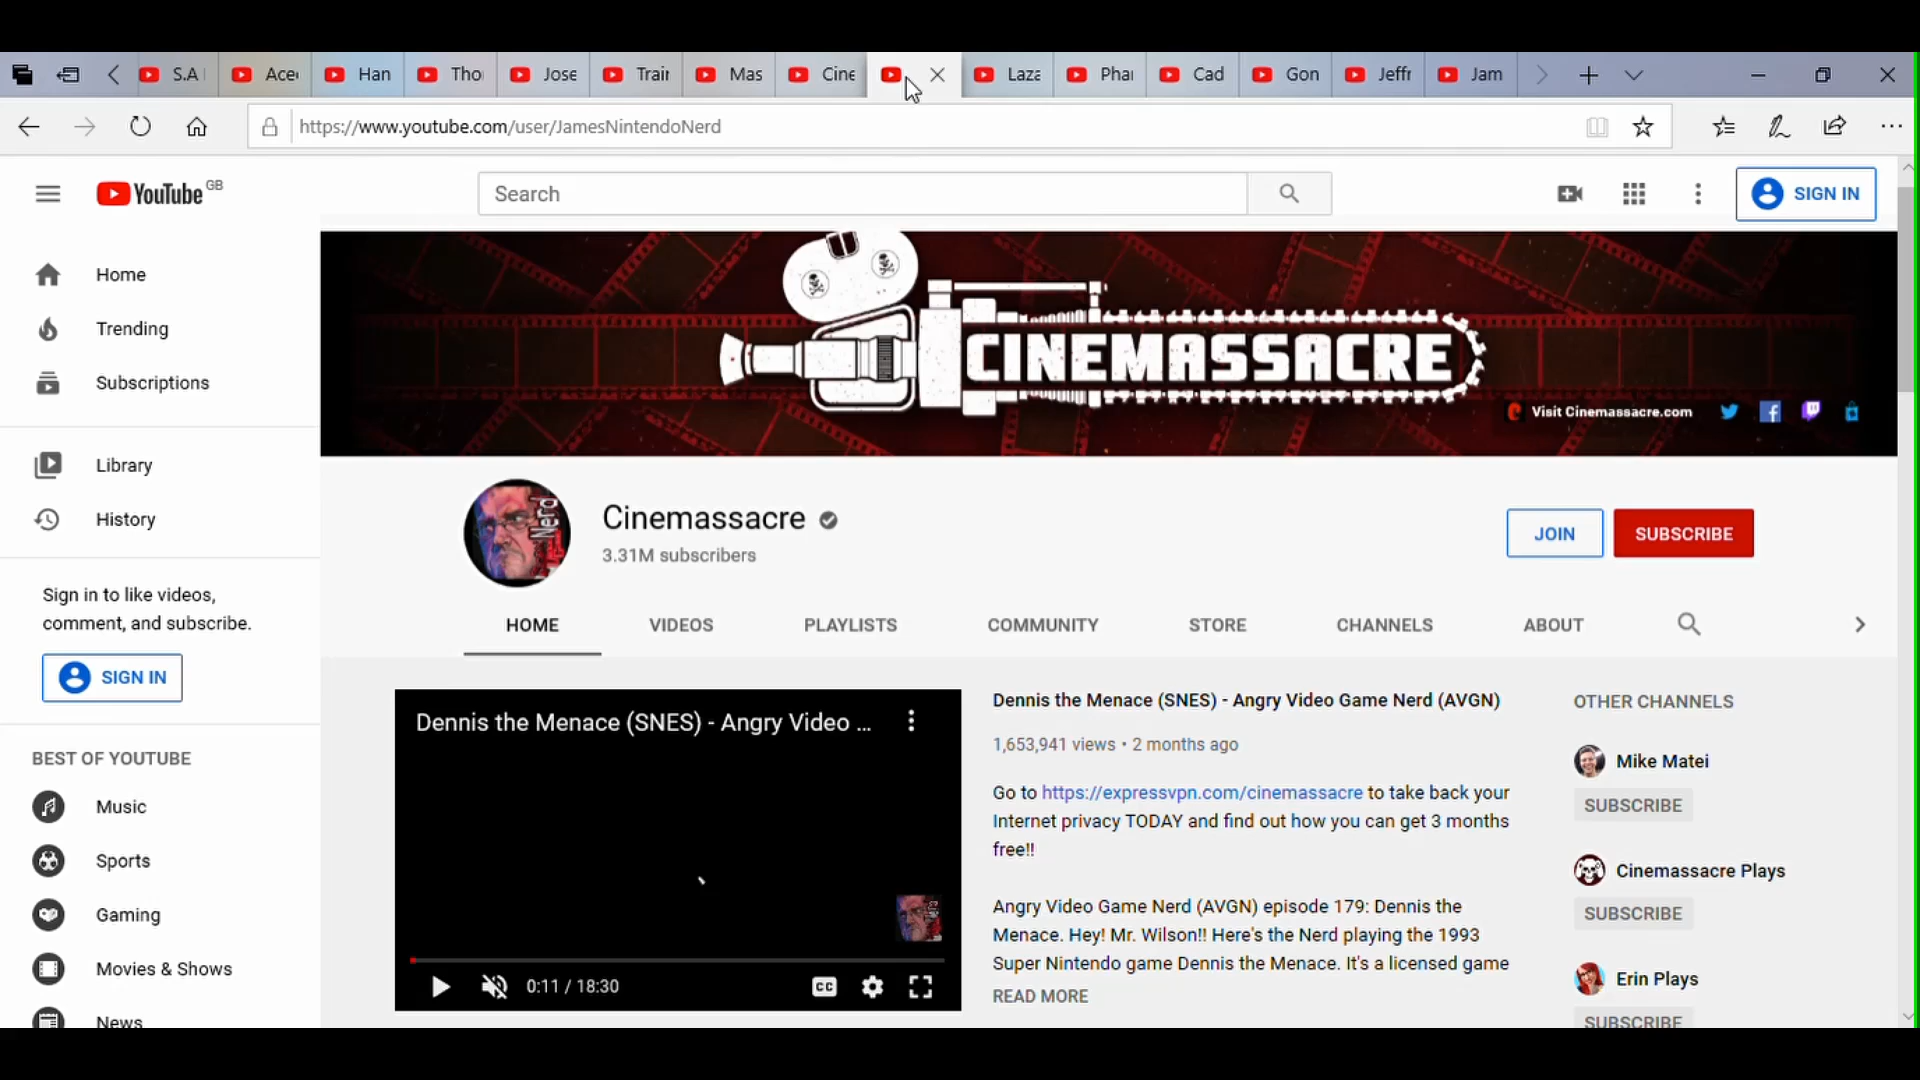 S.A
Ace
Han
Tho
Jose
Trair
Mas
Cine
Laza
Phar
Cad
Gon
Jeffr
Jam
https://www.youtube.com/user/JamesNintendoNerd
YouTube GB
Search
SIGN IN
Home
Trending
Subscriptions
Library
History
Sign in to like videos,
comment, and subscribe.
SIGN IN
BEST OF YOUTUBE
Music
Sports
Gaming
Movies & Shows
News
CINEMASSACRE
Visit Cinemassacre.com
Nerd
Cinemassacre
3.31M subscribers
JOIN
SUBSCRIBE
HOME
VIDEOS
PLAYLISTS
COMMUNITY
STORE
CHANNELS
ABOUT
Dennis the Menace (SNES) - Angry Video ...
0:11 / 18:30
CC
Dennis the Menace (SNES) - Angry Video Game Nerd (AVGN)
1,653,941 views • 2 months ago
Go to https://expressvpn.com/cinemassacre to take back your
Internet privacy TODAY and find out how you can get 3 months
free!!
Angry Video Game Nerd (AVGN) episode 179: Dennis the
Menace. Hey! Mr. Wilson!! Here's the Nerd playing the 1993
Super Nintendo game Dennis the Menace. It's a licensed game
READ MORE
OTHER CHANNELS
Mike Matei
SUBSCRIBE
Cinemassacre Plays
SUBSCRIBE
Erin Plays
SUBSCRIBE